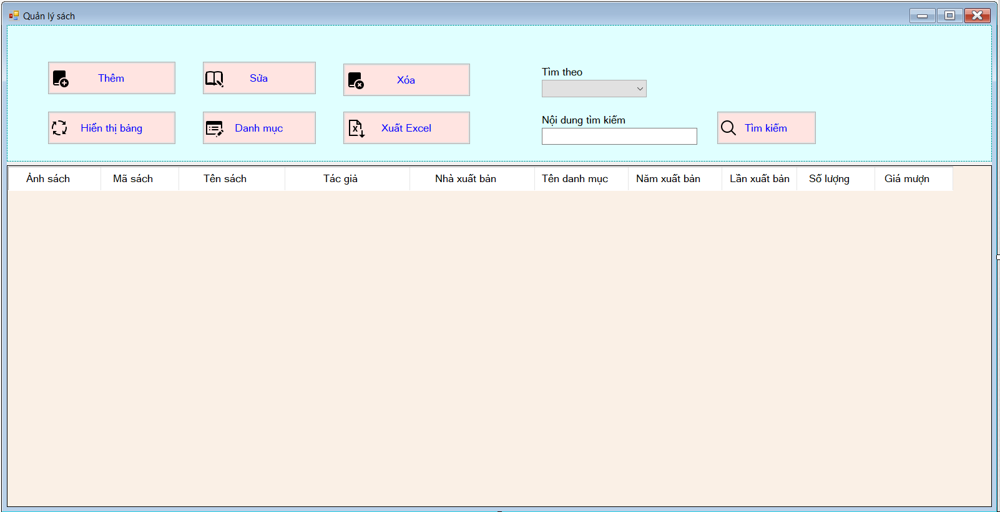 Quản lý sách
Thêm
Sửa
Xóa
Tìm theo
Hiển thị bảng
Danh mục
Xuất Excel
Nội dung tìm kiếm
Tìm kiếm
Ảnh sách Mã sách Tên sách Tác giả Nhà xuất bản Tên danh mục Năm xuất bản Lần xuất bản Số lượng Giá mượn